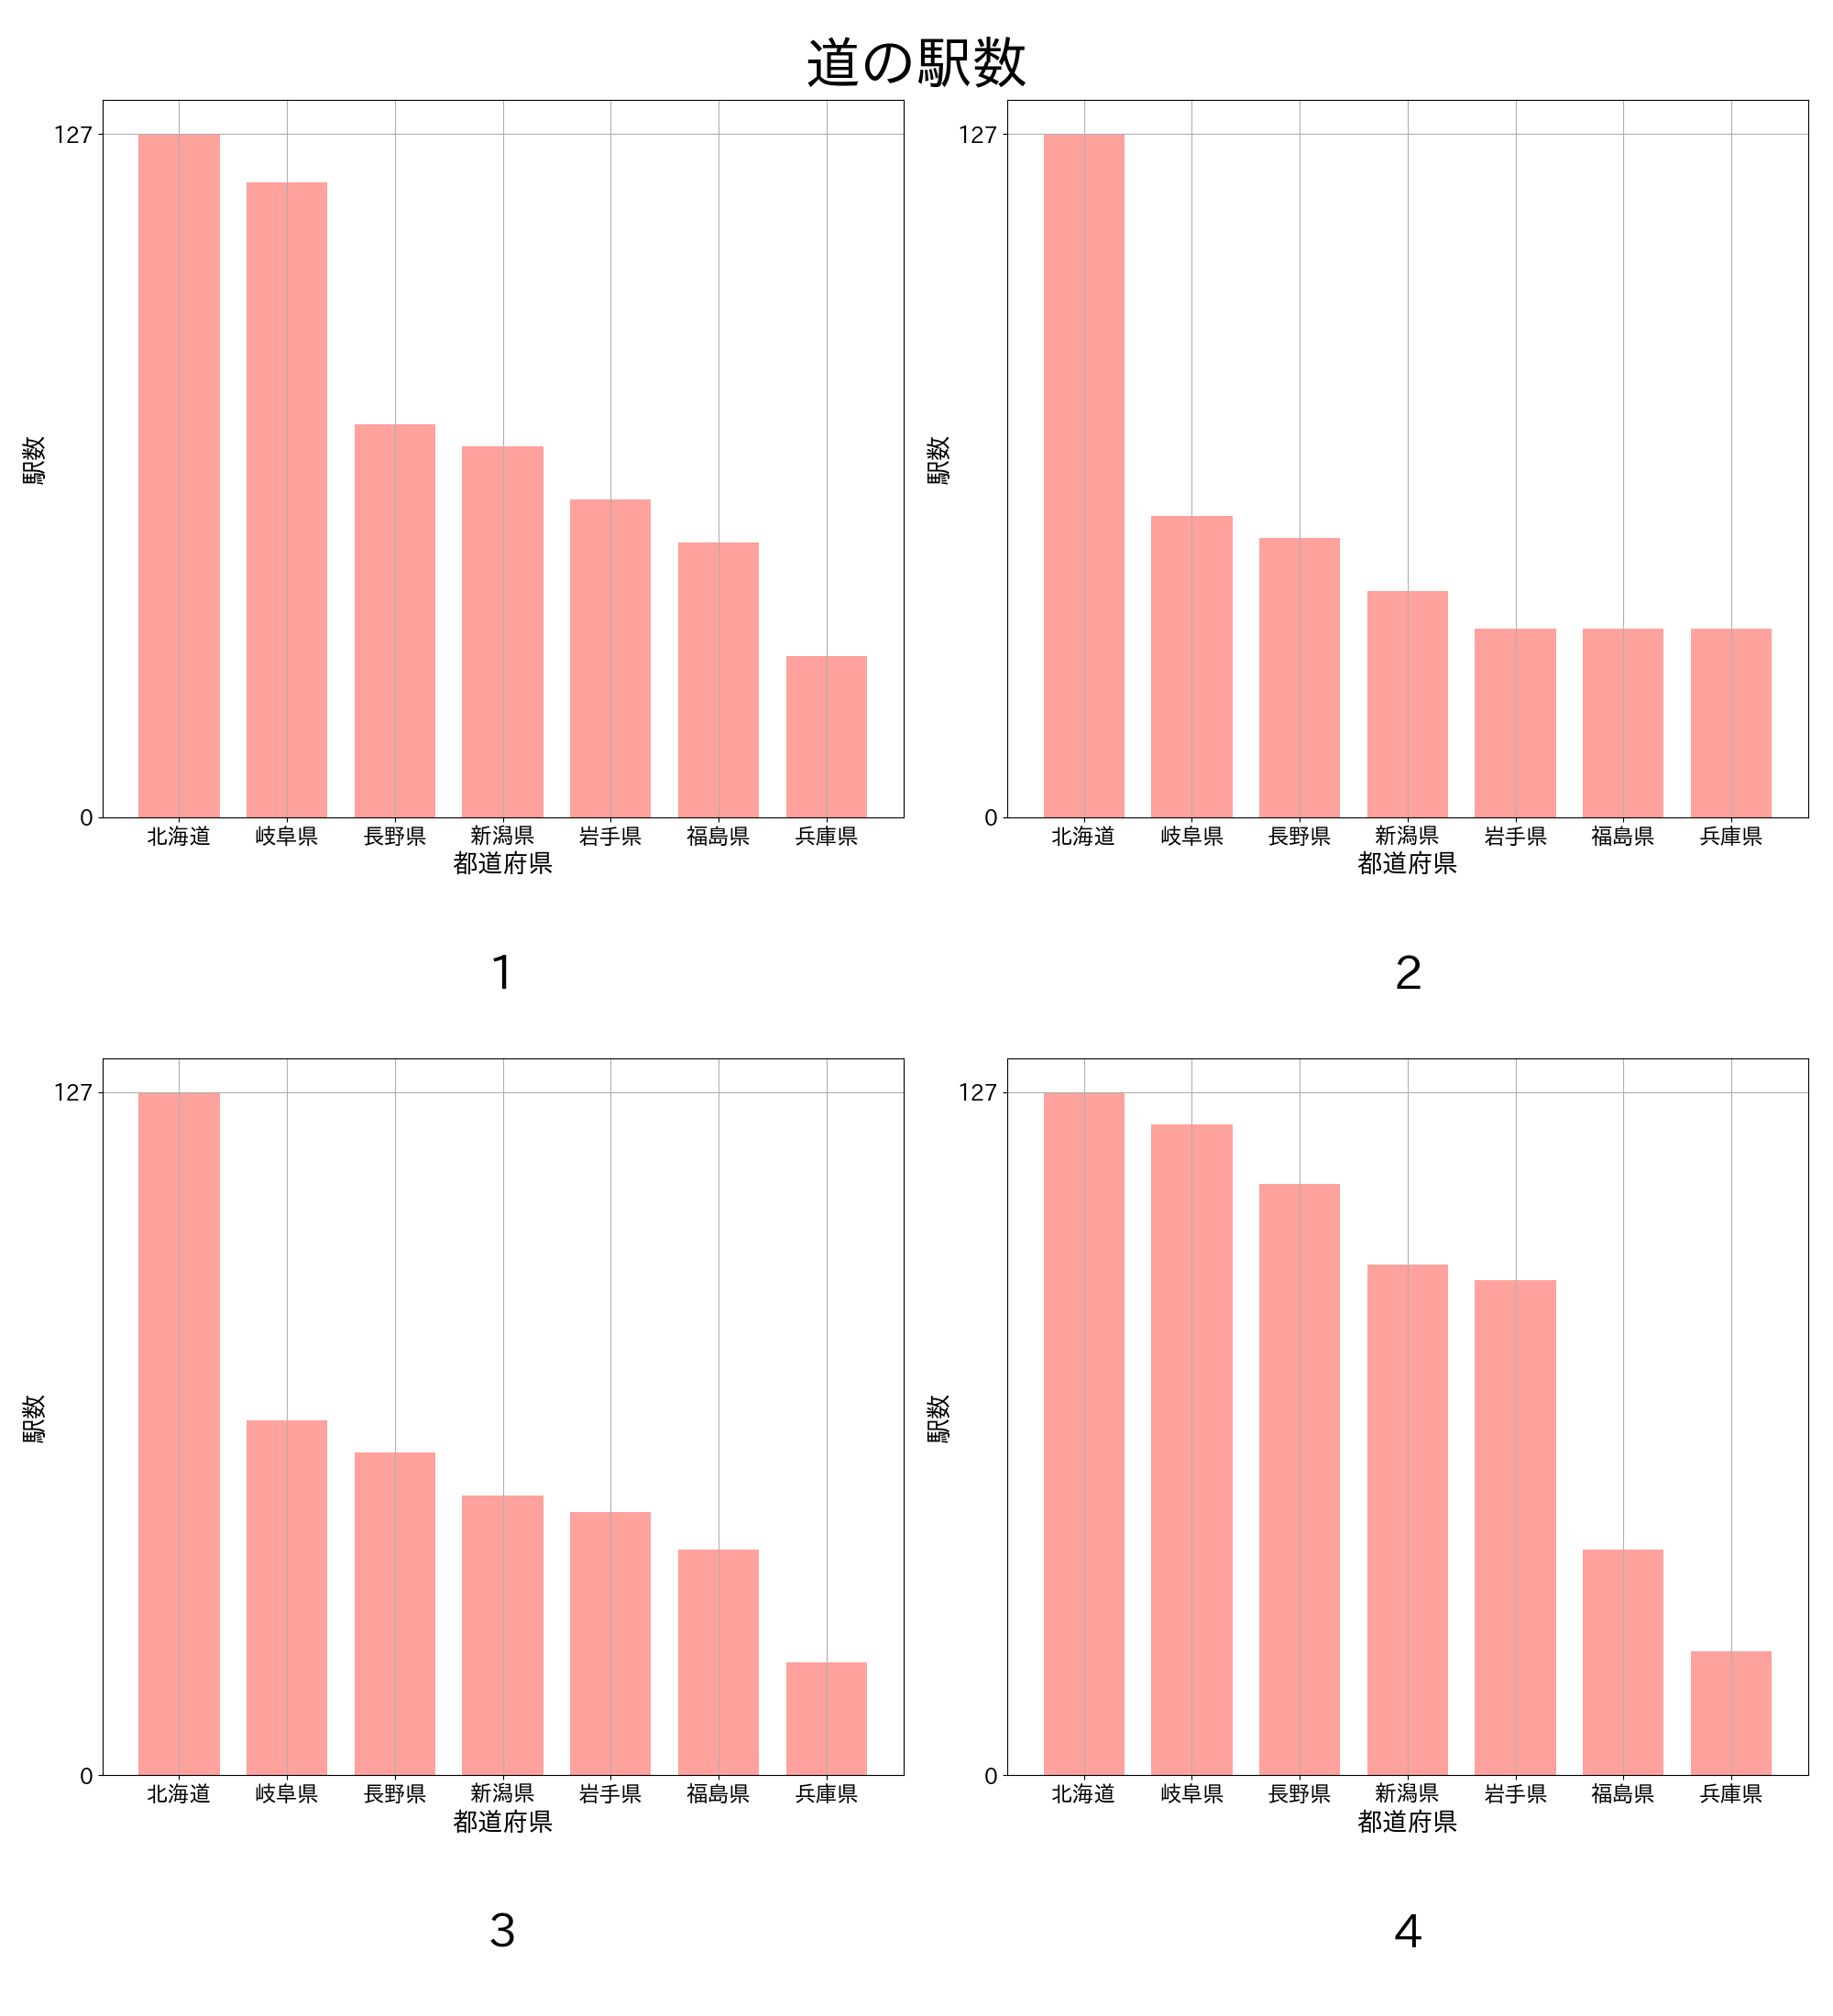 道の駅数
127
0
駅数
北海道 岐阜県 長野県 新潟県 岩手県 福島県 兵庫県
都道府県
1
127
0
駅数
北海道 岐阜県 長野県 新潟県 岩手県 福島県 兵庫県
都道府県
2
127
0
駅数
北海道 岐阜県 長野県 新潟県 岩手県 福島県 兵庫県
都道府県
3
127
0
駅数
北海道 岐阜県 長野県 新潟県 岩手県 福島県 兵庫県
都道府県
4